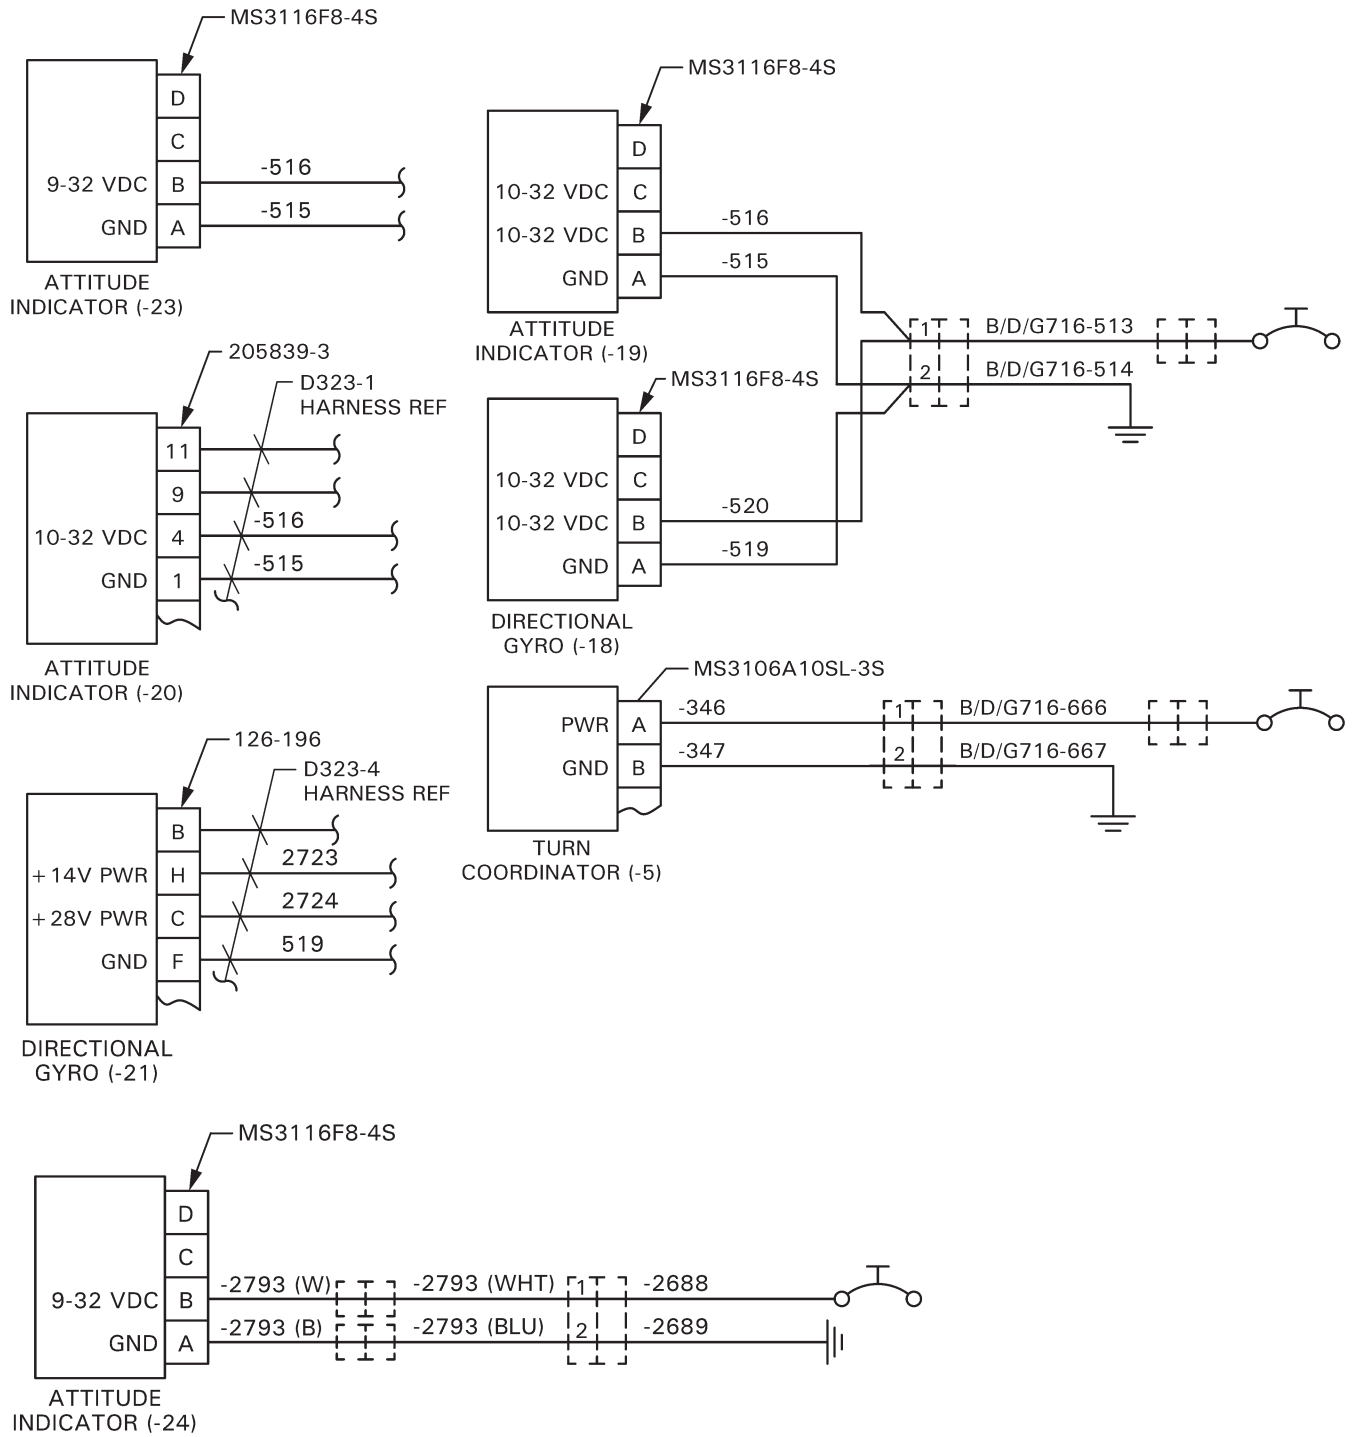 MS3116F8-4S
D
C
9-32 VDC B -516
GND A -515
ATTITUDE
INDICATOR (-23)
MS3116F8-4S
D
10-32 VDC C
10-32 VDC B -516
GND A -515
ATTITUDE
INDICATOR (-19)
1 B/D/G716-513
2 B/D/G716-514
205839-3
D323-1
HARNESS REF
11
9
10-32 VDC 4 -516
GND 1 -515
ATTITUDE
INDICATOR (-20)
MS3116F8-4S
D
10-32 VDC C
10-32 VDC B -520
GND A -519
DIRECTIONAL
GYRO (-18)
MS3106A10SL-3S
PWR A -346 1 B/D/G716-666
GND B -347 2 B/D/G716-667
TURN
COORDINATOR (-5)
126-196
D323-4
HARNESS REF
B
+14V PWR H 2723
+28V PWR C 2724
GND F 519
DIRECTIONAL
GYRO (-21)
MS3116F8-4S
D
C
9-32 VDC B -2793 (W) -2793 (WHT) 1 -2688
GND A -2793 (B) -2793 (BLU) 2 -2689
ATTITUDE
INDICATOR (-24)